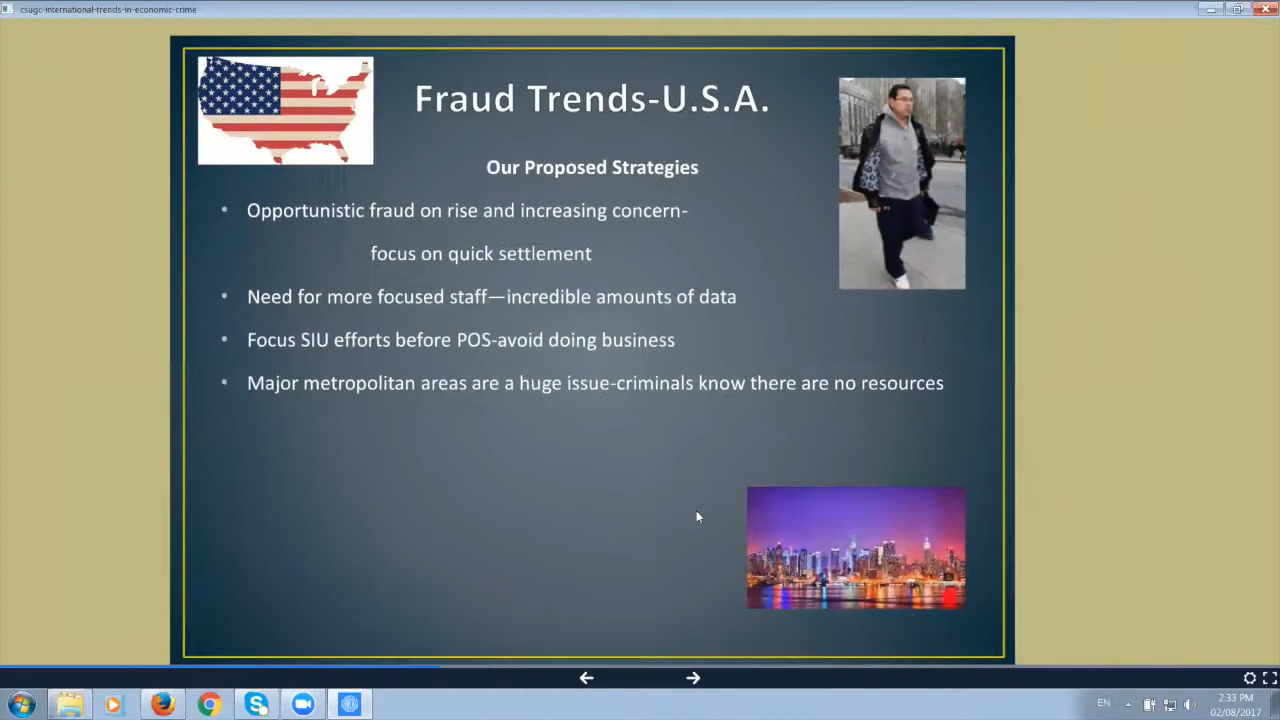 csugc-international-trends-in-economic-crime
Fraud Trends-U.S.A.
Our Proposed Strategies
• Opportunistic fraud on rise and increasing concern-
focus on quick settlement
• Need for more focused staff—incredible amounts of data
• Focus SIU efforts before POS-avoid doing business
• Major metropolitan areas are a huge issue-criminals know there are no resources
EN
2:33 PM
02/08/2017